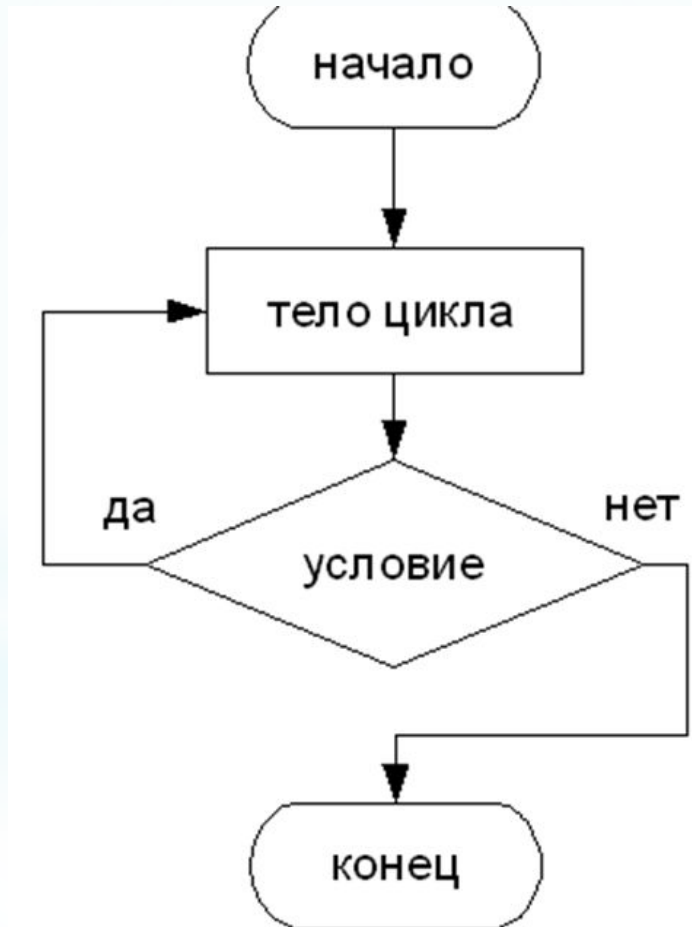 начало
тело цикла
да
нет
условие
конец